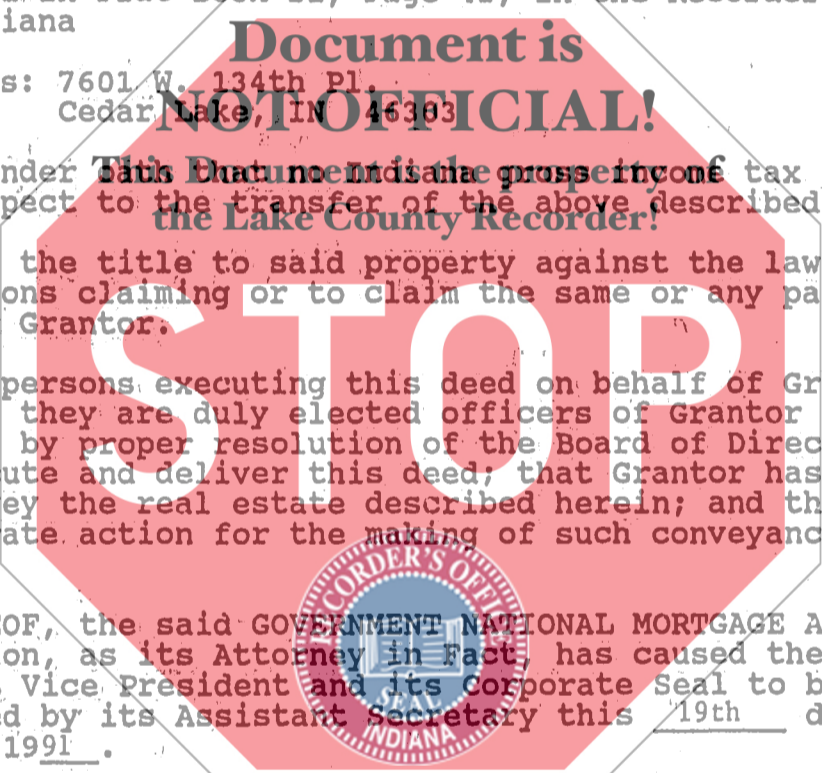 iana
Document is
s: 7601 W. 134th Pl.
Cedar Lake, IN 46303
NOT OFFICIAL!
nder oath that no Indiana gross income tax
This Document is the property of
pect to the transfer of the above described
the Lake County Recorder!
the title to said property against the law
ons claiming or to claim the same or any pa
Grantor.
STOP
persons executing this deed on behalf of Gr
they are duly elected officers of Grantor
by proper resolution of the Board of Direc
ute and deliver this deed; that Grantor has
ey the real estate described herein; and th
ate action for the making of such conveyanc
RECORDER'S OFFICE
OF, the said GOVERNMENT NATIONAL MORTGAGE A
on, as its Attorney in Fact, has caused the
Vice President and its Corporate Seal to b
SEAL
ed by its Assistant Secretary this 19th d
INDIANA
1991.